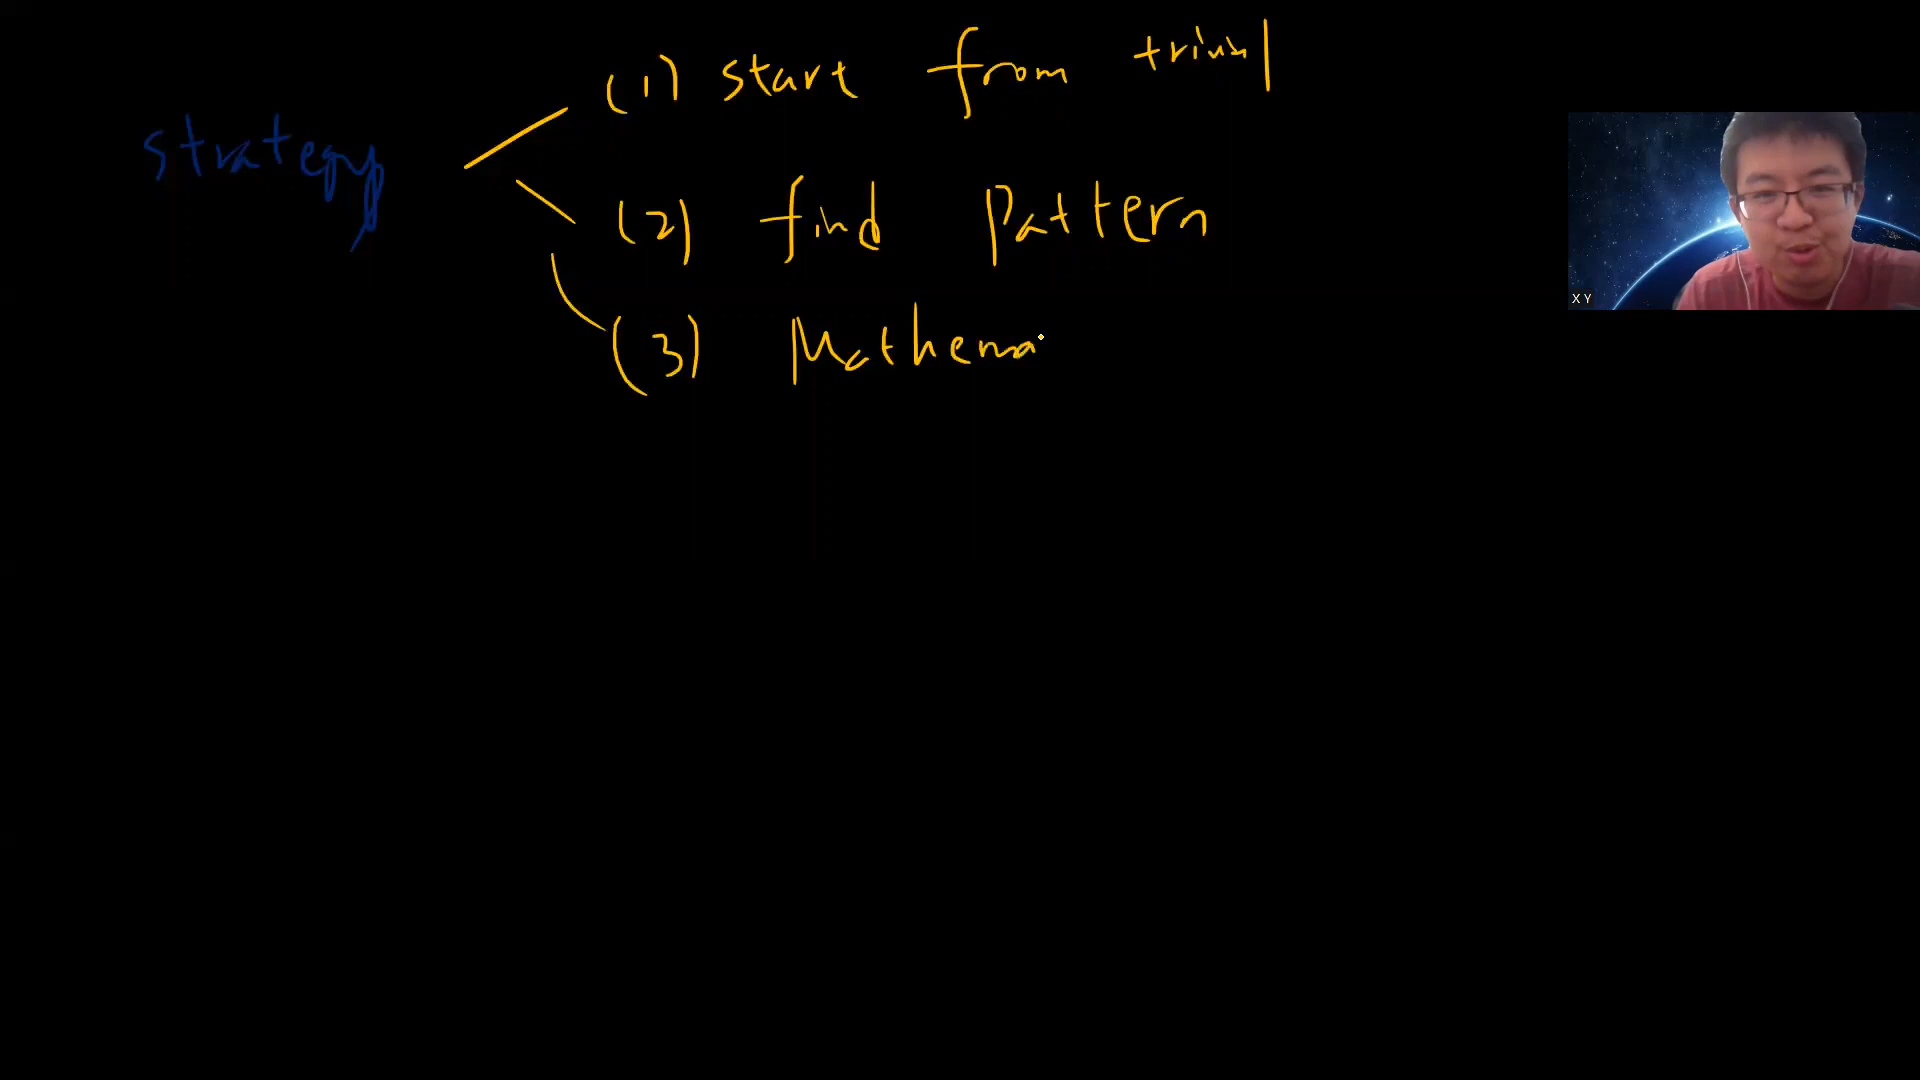 strategy
(1) start from trivial
(2) find pattern
(3) Mathema
X Y